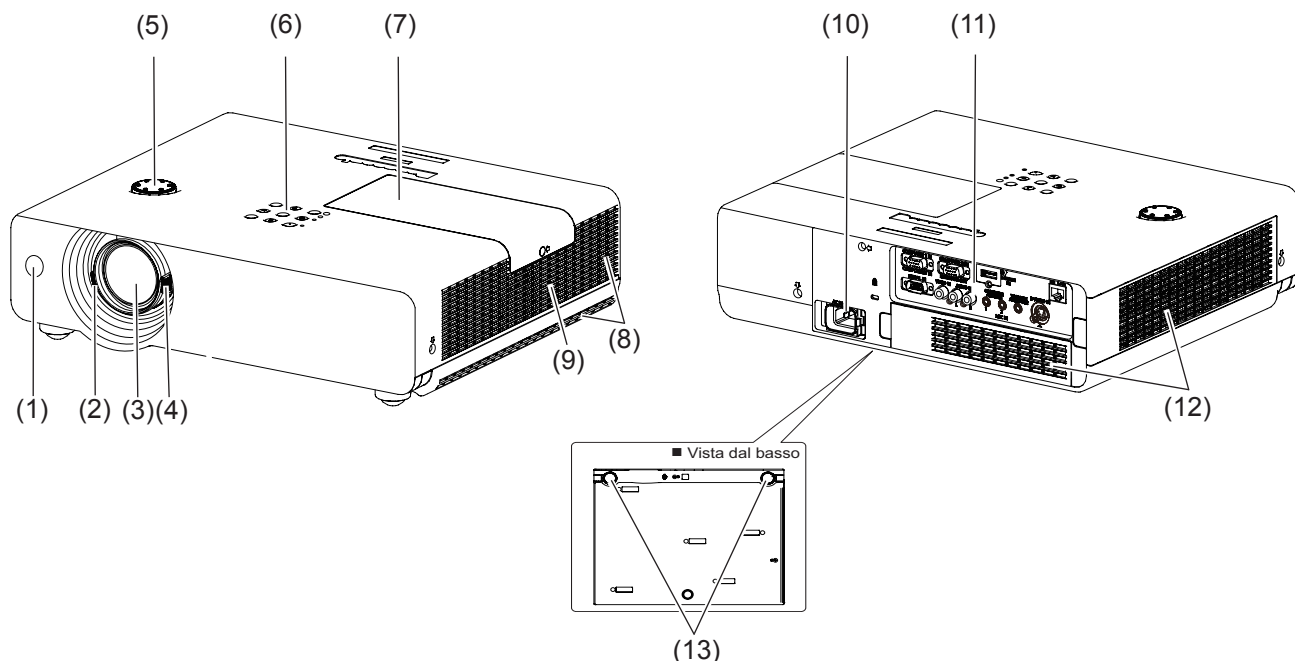 (5) (6) (7) (10) (11)
(1) (2) (3) (4) (9) (8) (12)
■ Vista dal basso
(13)